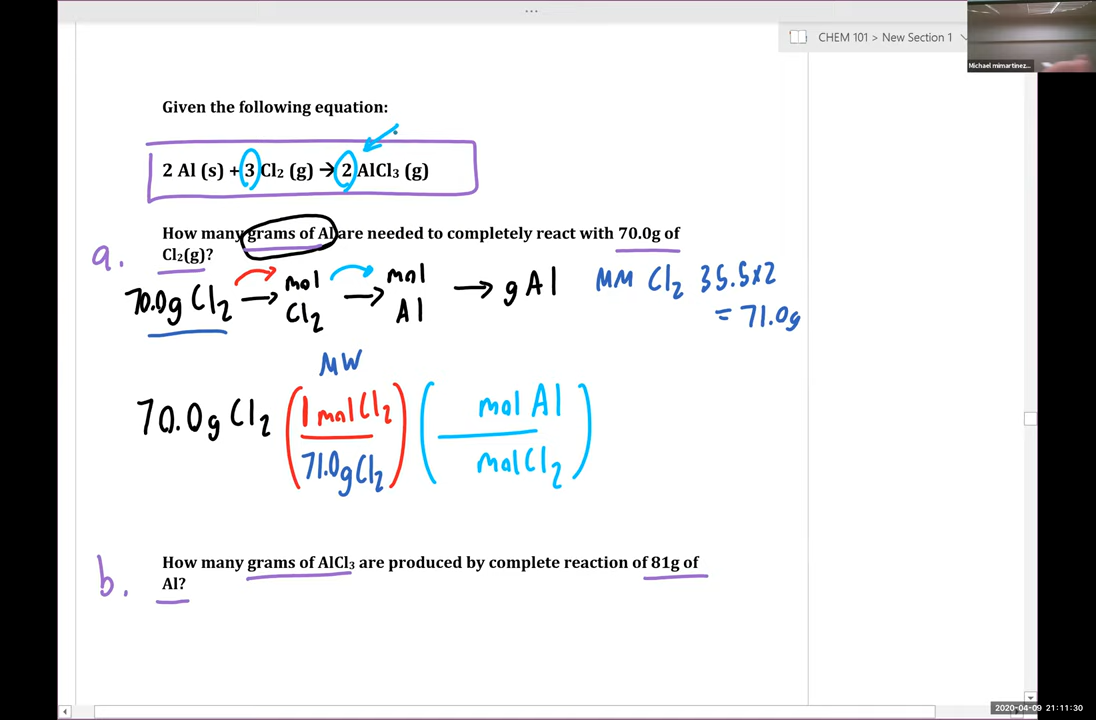 CHEM 101 > New Section 1
Michael mimartinez...
Given the following equation:
2 Al (s) + 3 Cl₂ (g) → 2 AlCl₃ (g)
a.
How many grams of Al are needed to completely react with 70.0g of
Cl₂(g)?
70.0g Cl₂ → mol Cl₂ → mol Al → g Al
MM Cl₂ 35.5x2
= 71.0g
MW
70.0g Cl₂ (1 mol Cl₂ / 71.0g Cl₂) ( mol Al / mol Cl₂ )
b.
How many grams of AlCl₃ are produced by complete reaction of 81g of
Al?
2020-04-09 21:11:30